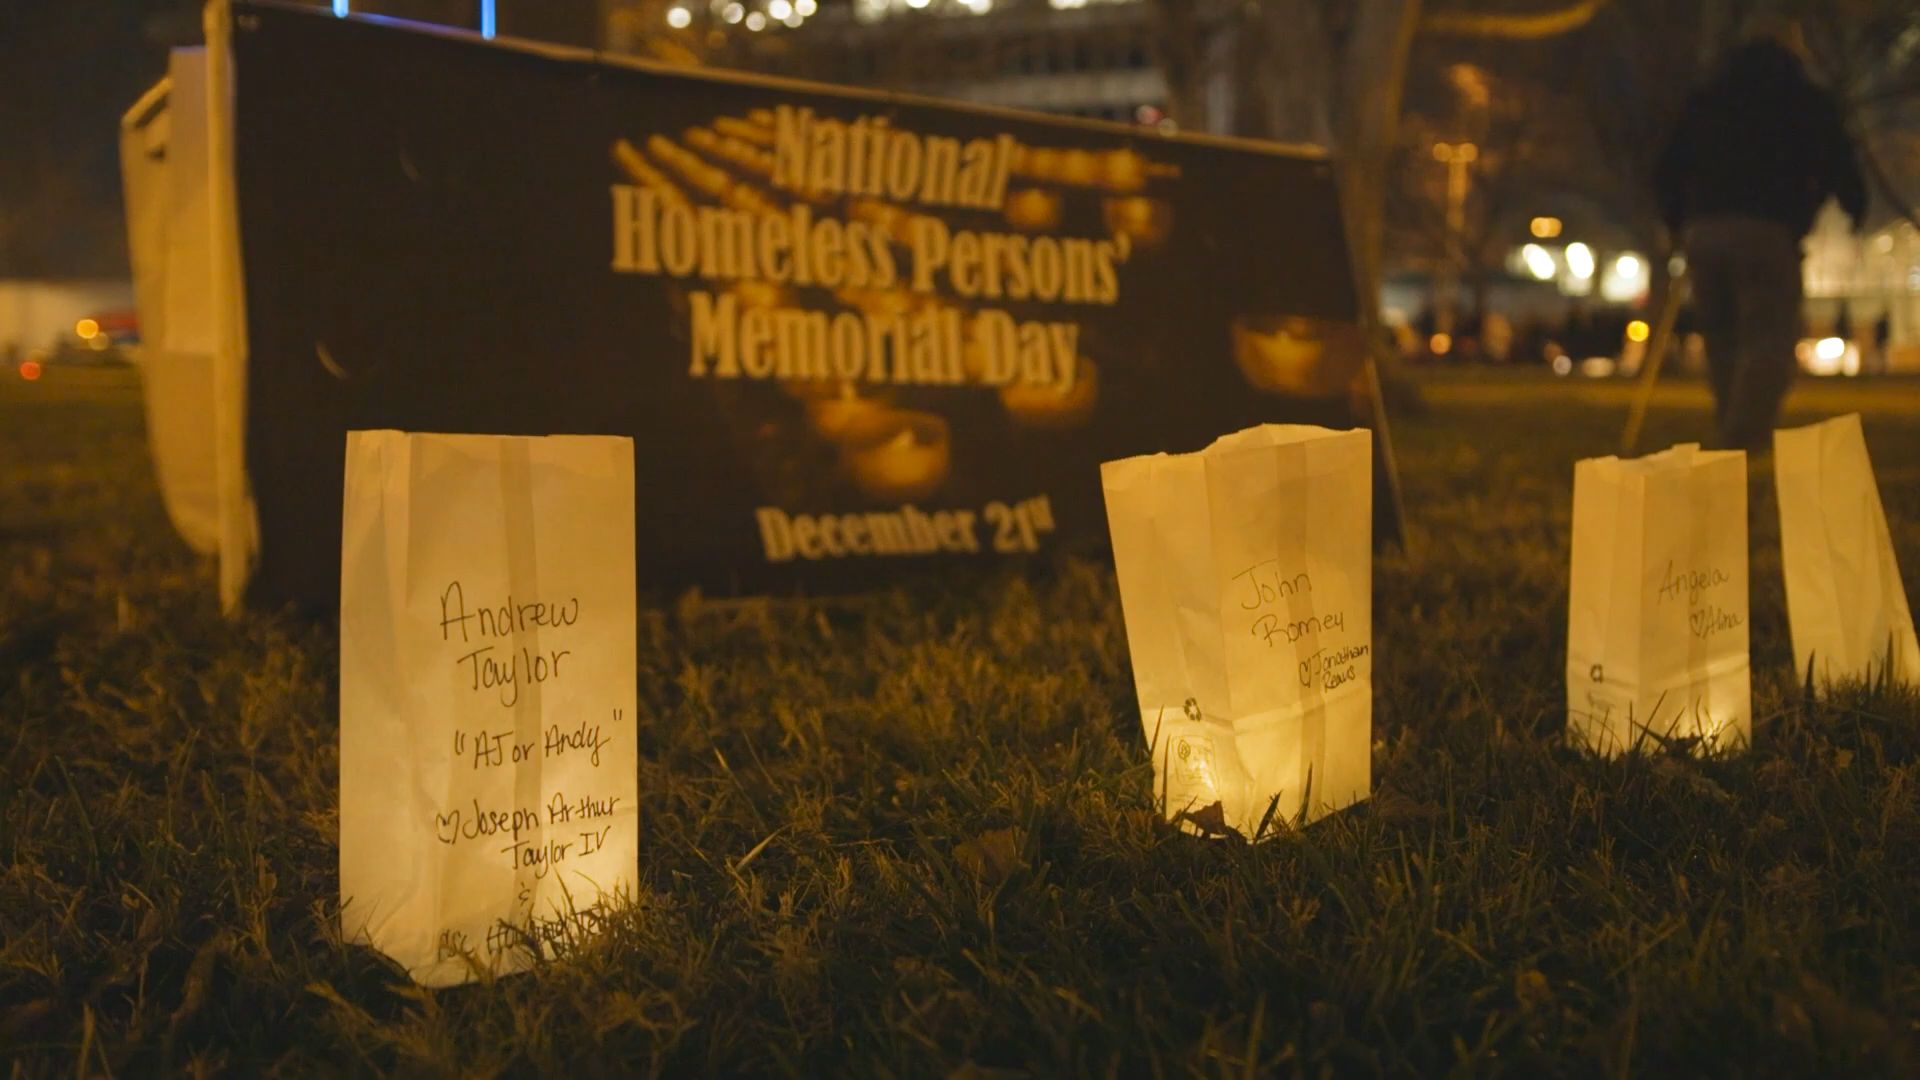 National
Homeless Persons'
Memorial Day
December 21st
Andrew
Taylor
"AJ or Andy"
♡ Joseph Arthur
Taylor IV
&
John
Romey
♡ Jonathan
Reavis
Angela
♡ Alma